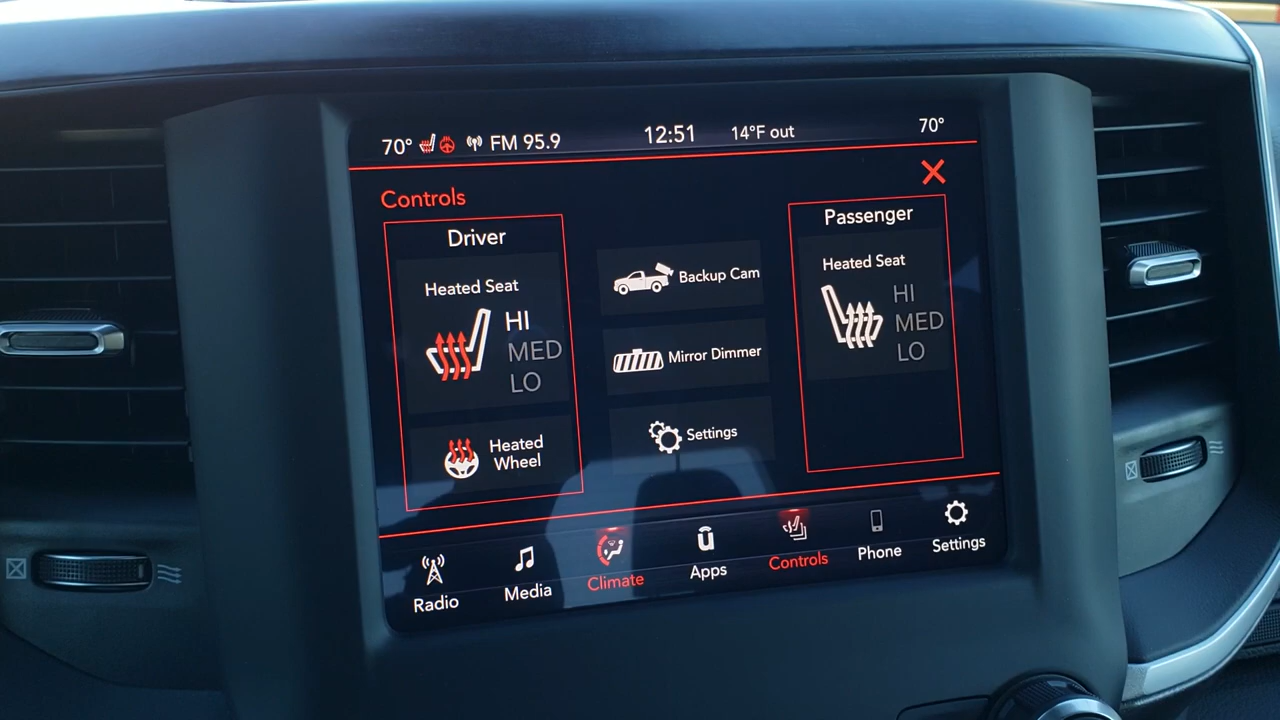 70° FM 95.9 12:51 14°F out 70°
Controls
Driver
Heated Seat
HI
MED
LO
Heated
Wheel
Backup Cam
Mirror Dimmer
Settings
Passenger
Heated Seat
HI
MED
LO
Radio Media Climate Apps Controls Phone Settings